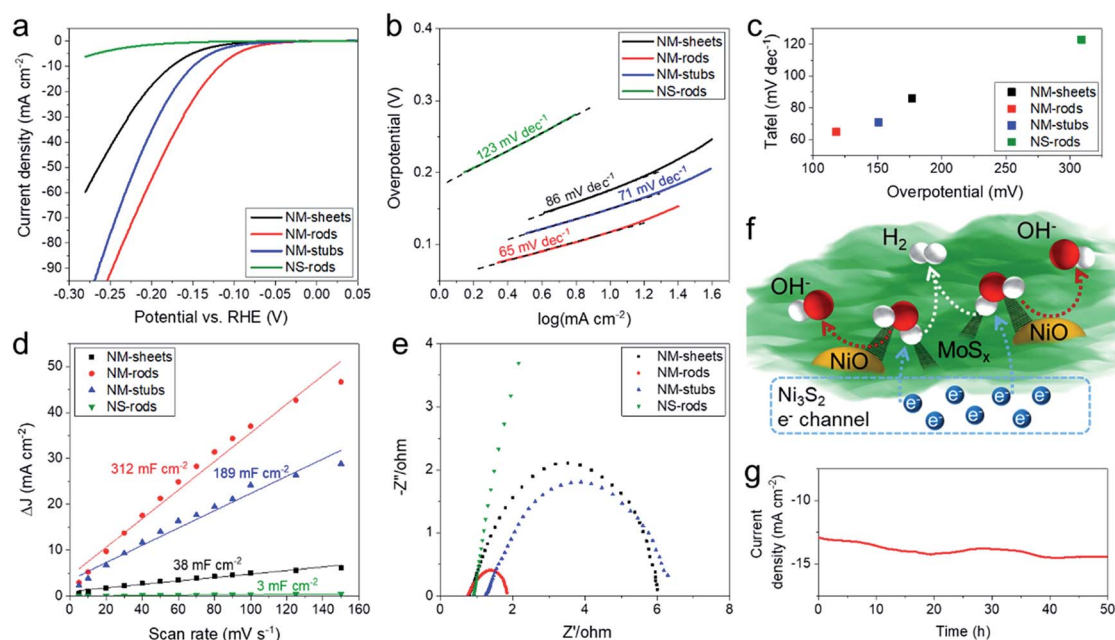 a
0
-10
-20
-30
-40
-50
-60
-70
-80
-90
Current density (mA cm⁻²)
NM-sheets
NM-rods
NM-stubs
NS-rods
-0.30 -0.25 -0.20 -0.15 -0.10 -0.05 0.00 0.05
Potential vs. RHE (V)
b
0.4
0.3
0.2
0.1
0.0
Overpotential (V)
NM-sheets
NM-rods
NM-stubs
NS-rods
123 mV dec⁻¹
86 mV dec⁻¹
71 mV dec⁻¹
65 mV dec⁻¹
0.0 0.2 0.4 0.6 0.8 1.0 1.2 1.4 1.6
log(mA cm⁻²)
c
120
100
80
60
Tafel (mV dec⁻¹)
NM-sheets
NM-rods
NM-stubs
NS-rods
100 150 200 250 300
Overpotential (mV)
d
50
40
30
20
10
0
ΔJ (mA cm⁻²)
NM-sheets
NM-rods
NM-stubs
NS-rods
312 mF cm⁻²
189 mF cm⁻²
38 mF cm⁻²
3 mF cm⁻²
0 20 40 60 80 100 120 140 160
Scan rate (mV s⁻¹)
e
4
3
2
1
0
-Z''/ohm
NM-sheets
NM-rods
NM-stubs
NS-rods
0 2 4 6 8
Z'/ohm
f
H₂
OH⁻
OH⁻
NiO
MoSₓ
NiO
Ni₃S₂
e⁻ channel
e⁻ e⁻ e⁻ e⁻
e⁻ e⁻ e⁻
g
-13
-15
Current
density (mA cm⁻²)
0 10 20 30 40 50
Time (h)